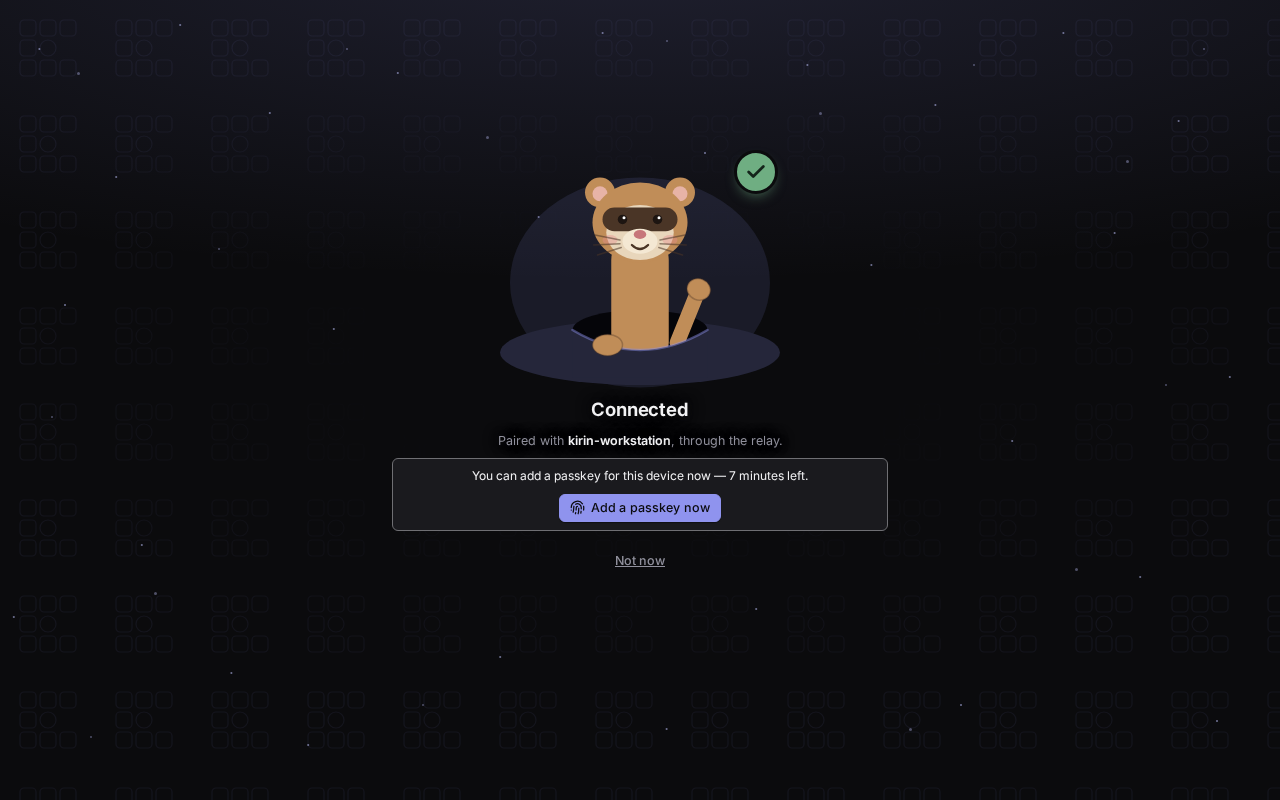 Connected
Paired with kirin-workstation, through the relay.
You can add a passkey for this device now — 7 minutes left.
Add a passkey now
Not now